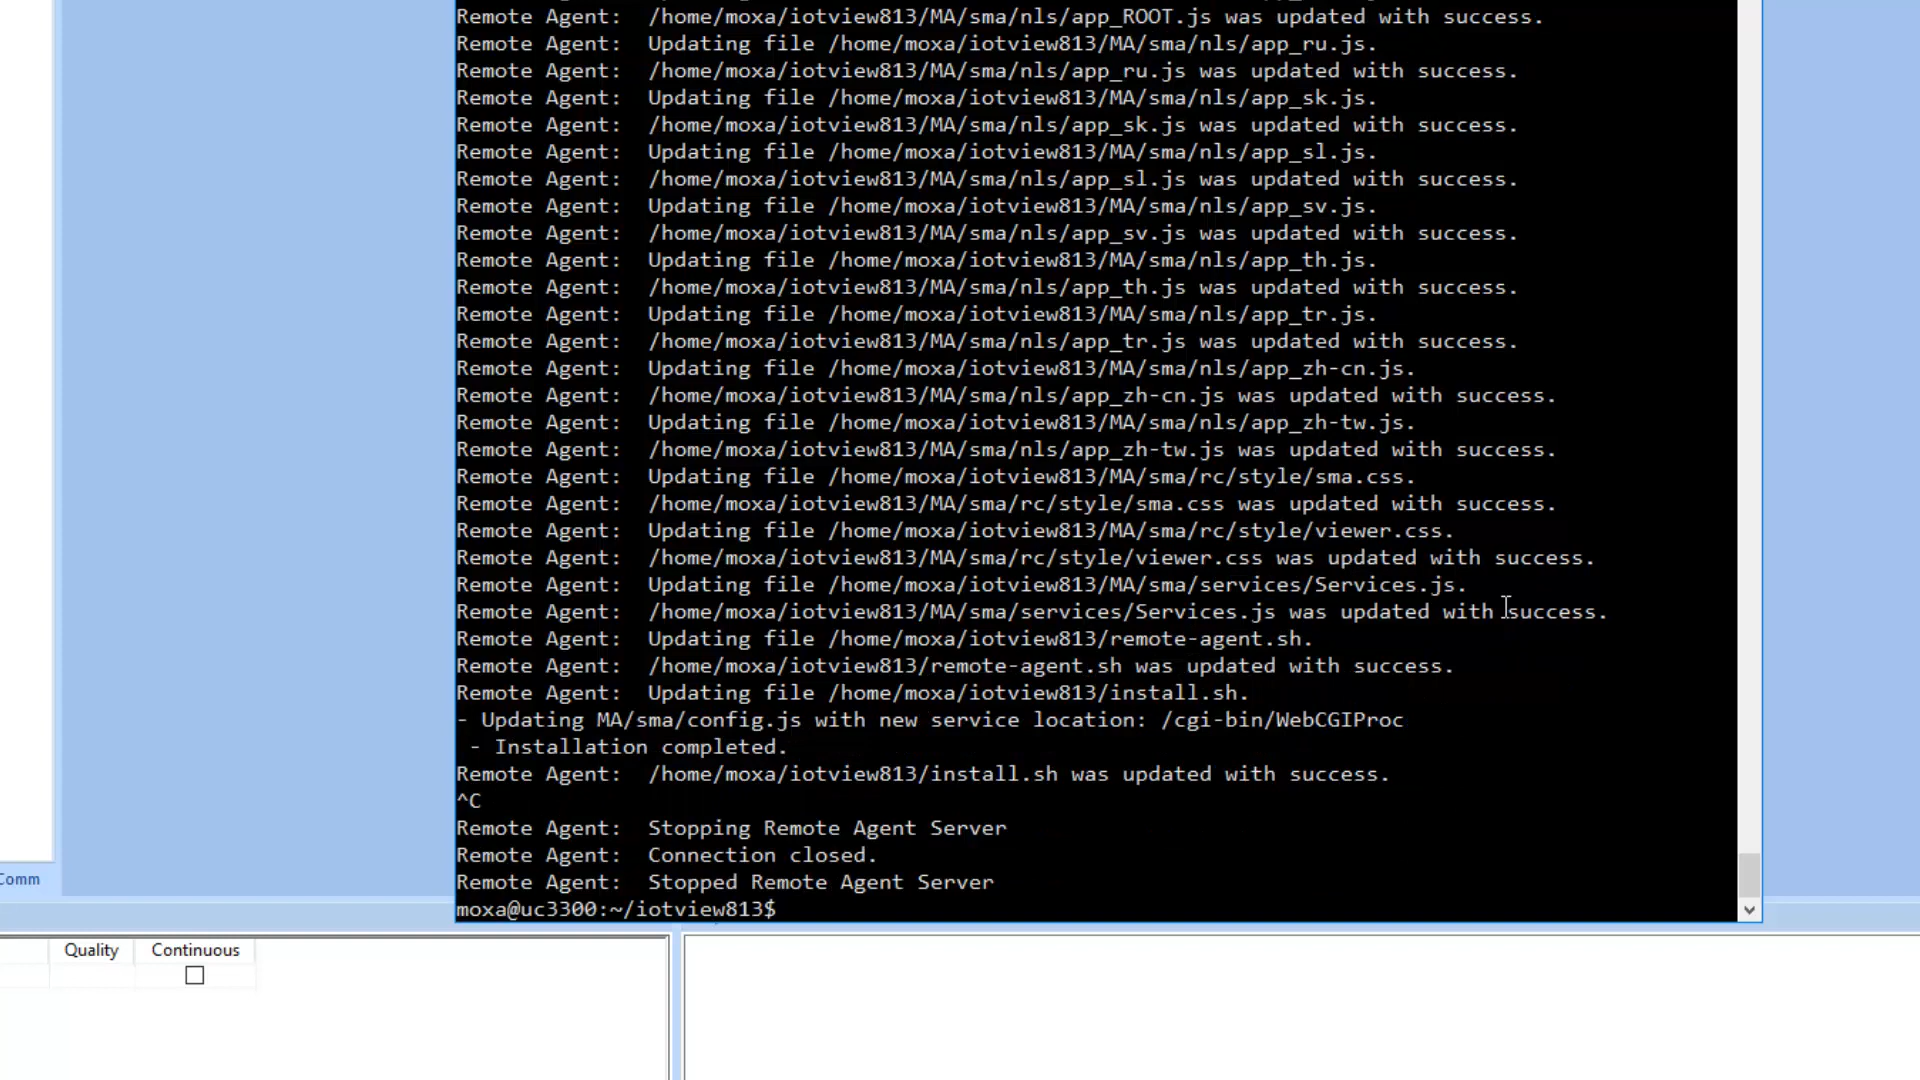 Remote Agent:  /home/moxa/iotview813/MA/sma/nls/app_ROOT.js was updated with success.
Remote Agent:  Updating file /home/moxa/iotview813/MA/sma/nls/app_ru.js.
Remote Agent:  /home/moxa/iotview813/MA/sma/nls/app_ru.js was updated with success.
Remote Agent:  Updating file /home/moxa/iotview813/MA/sma/nls/app_sk.js.
Remote Agent:  /home/moxa/iotview813/MA/sma/nls/app_sk.js was updated with success.
Remote Agent:  Updating file /home/moxa/iotview813/MA/sma/nls/app_sl.js.
Remote Agent:  /home/moxa/iotview813/MA/sma/nls/app_sl.js was updated with success.
Remote Agent:  Updating file /home/moxa/iotview813/MA/sma/nls/app_sv.js.
Remote Agent:  /home/moxa/iotview813/MA/sma/nls/app_sv.js was updated with success.
Remote Agent:  Updating file /home/moxa/iotview813/MA/sma/nls/app_th.js.
Remote Agent:  /home/moxa/iotview813/MA/sma/nls/app_th.js was updated with success.
Remote Agent:  Updating file /home/moxa/iotview813/MA/sma/nls/app_tr.js.
Remote Agent:  /home/moxa/iotview813/MA/sma/nls/app_tr.js was updated with success.
Remote Agent:  Updating file /home/moxa/iotview813/MA/sma/nls/app_zh-cn.js.
Remote Agent:  /home/moxa/iotview813/MA/sma/nls/app_zh-cn.js was updated with success.
Remote Agent:  Updating file /home/moxa/iotview813/MA/sma/nls/app_zh-tw.js.
Remote Agent:  /home/moxa/iotview813/MA/sma/nls/app_zh-tw.js was updated with success.
Remote Agent:  Updating file /home/moxa/iotview813/MA/sma/rc/style/sma.css.
Remote Agent:  /home/moxa/iotview813/MA/sma/rc/style/sma.css was updated with success.
Remote Agent:  Updating file /home/moxa/iotview813/MA/sma/rc/style/viewer.css.
Remote Agent:  /home/moxa/iotview813/MA/sma/rc/style/viewer.css was updated with success.
Remote Agent:  Updating file /home/moxa/iotview813/MA/sma/services/Services.js.
Remote Agent:  /home/moxa/iotview813/MA/sma/services/Services.js was updated with success.
Remote Agent:  Updating file /home/moxa/iotview813/remote-agent.sh.
Remote Agent:  /home/moxa/iotview813/remote-agent.sh was updated with success.
Remote Agent:  Updating file /home/moxa/iotview813/install.sh.
- Updating MA/sma/config.js with new service location: /cgi-bin/WebCGIProc
 - Installation completed.
Remote Agent:  /home/moxa/iotview813/install.sh was updated with success.
^C
Remote Agent:  Stopping Remote Agent Server
Remote Agent:  Connection closed.
Remote Agent:  Stopped Remote Agent Server
moxa@uc3300:~/iotview813$
Comm
Quality Continuous